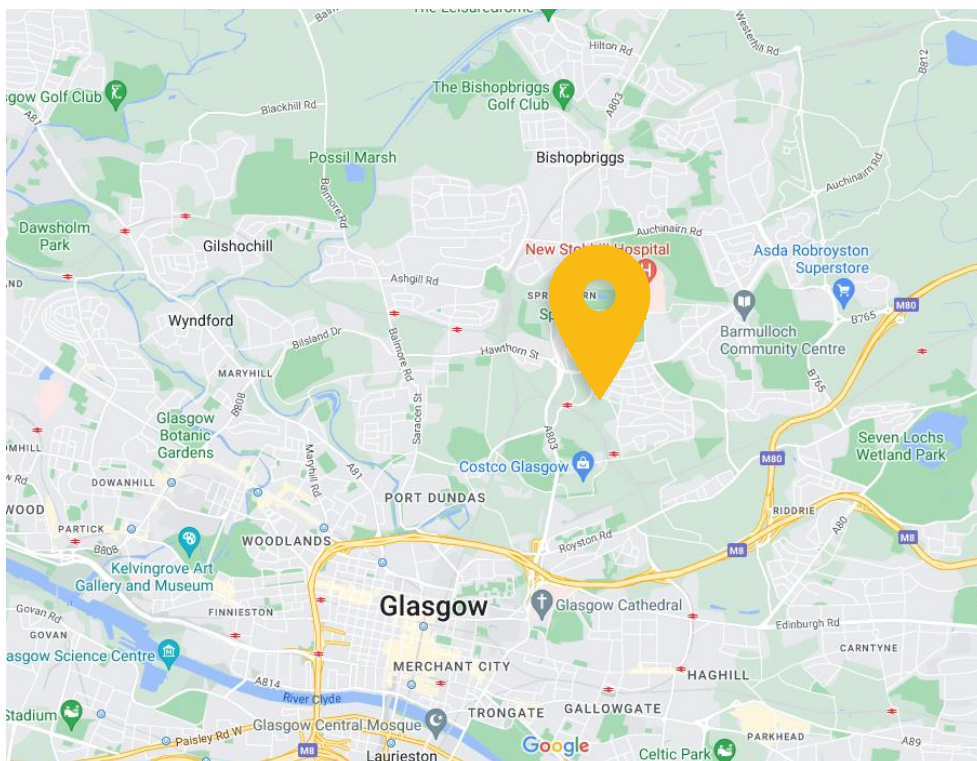 The Leisuredrome
Hilton Rd
Westerhill Rd
B812
Golf Club
A81
The Bishopbriggs
Golf Club
A803
Blackhill Rd
Possil Marsh
Bishopbriggs
Balmore Rd
Auchinairn Rd
Dawsholm
Park
Gilshochill
Auchinairn Rd
New Hospital
H
Asda Robroyston
Superstore
Ashgill Rd
M80
Wyndford
B765
Barmulloch
Community Centre
Bilsland Dr
Hawthorn St
Balmore Rd
MARYHILL
B808
B765
Saracen St
Glasgow
Botanic
Gardens
A803
Maryhill Rd
Seven Lochs
Wetland Park
M80
Costco Glasgow
A81
DOWANHILL
PORT DUNDAS
RIDDRIE
A80
PARTICK
WOODLANDS
Royston Rd
M8
M8
B808
Kelvingrove Art
Gallery and Museum
Glasgow
Glasgow Cathedral
FINNIESTON
Govan Rd
GOVAN
Edinburgh Rd
CARNTYNE
Science Centre
MERCHANT CITY
HAGHILL
A814
River Clyde
TRONGATE
GALLOWGATE
Stadium
Glasgow Central Mosque
Paisley Rd W
M8
Google
PARKHEAD
A89
Laurieston
Celtic Park